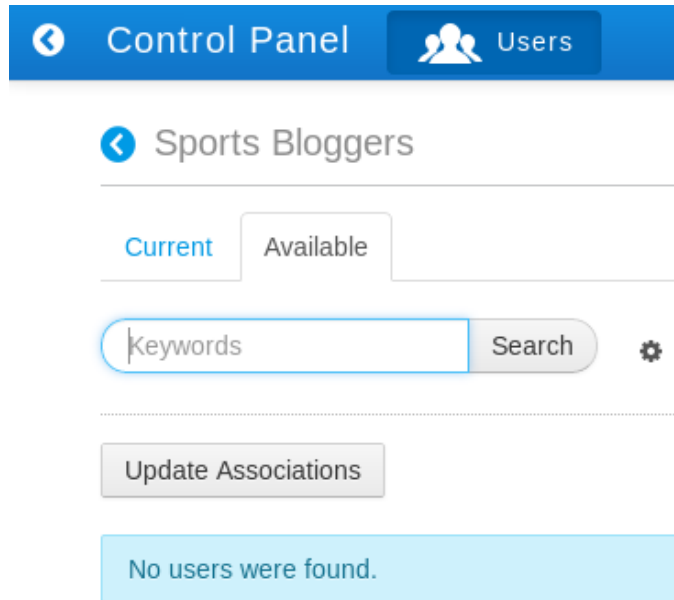 Control Panel Users
Sports Bloggers
Current Available
Keywords Search
Update Associations
No users were found.